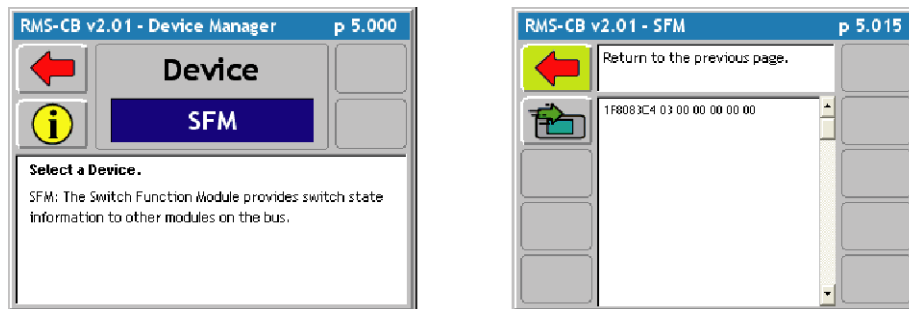 RMS-CB v2.01 - Device Manager p 5.000
Device
SFM
Select a Device.
SFM: The Switch Function Module provides switch state
information to other modules on the bus.
RMS-CB v2.01 - SFM p 5.015
Return to the previous page.
1F8083C4 03 00 00 00 00 00